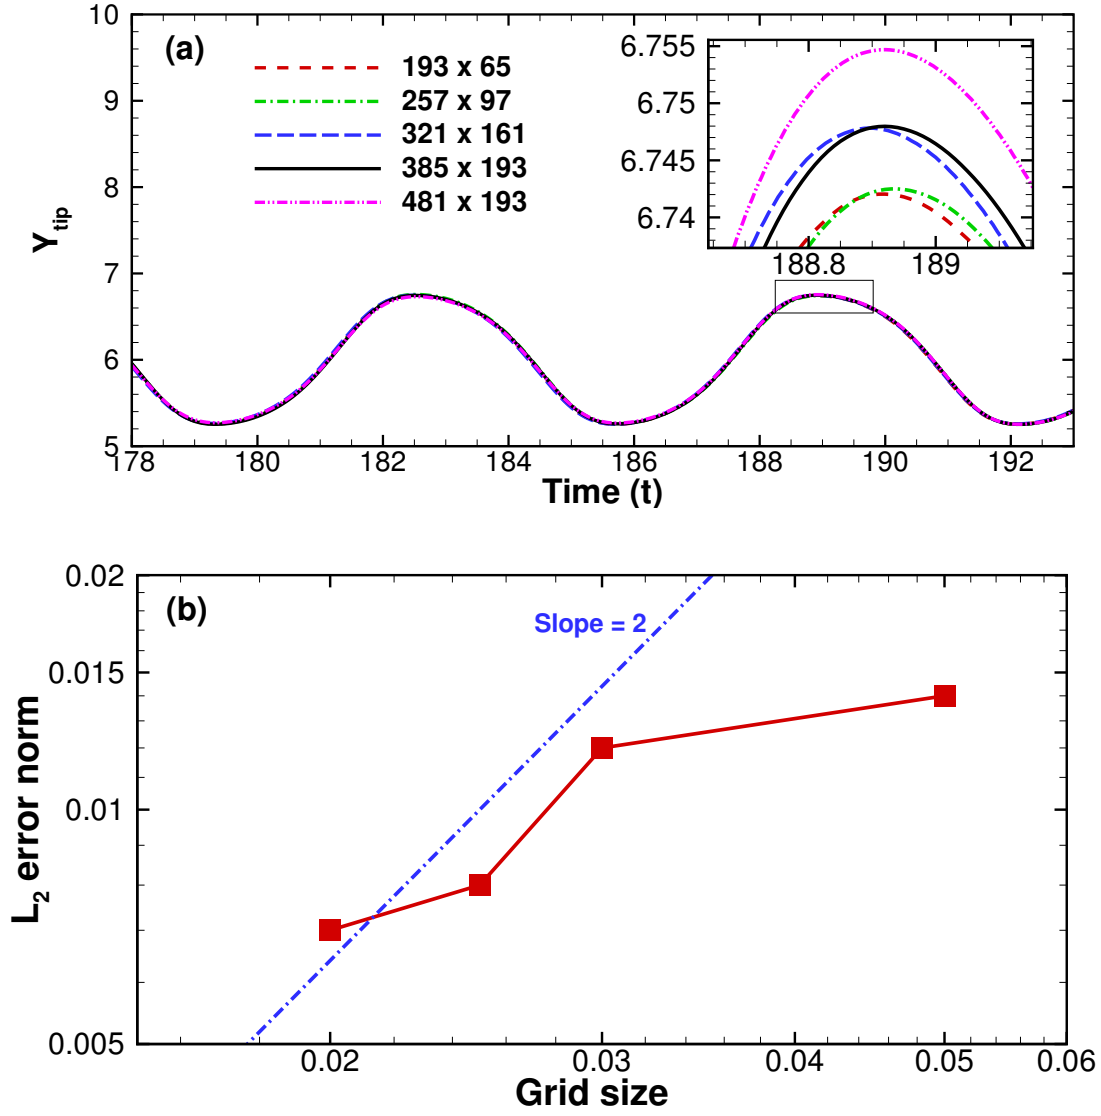 10
(a)
193 x 65
257 x 97
321 x 161
385 x 193
481 x 193
6.755
6.75
6.745
6.74
188.8 189
9
8
7
6
5
Ytip
178 180 182 184 186 188 190 192
Time (t)
0.02
(b)
Slope = 2
0.015
0.01
0.005
L2 error norm
0.02 0.03 0.04 0.05 0.06
Grid size